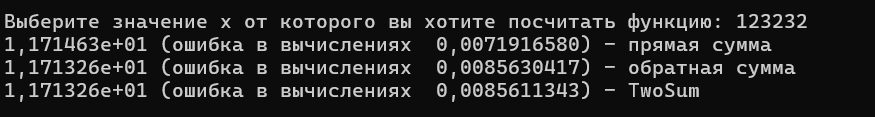 Выберите значение x от которого вы хотите посчитать функцию: 123232
1,171463e+01 (ошибка в вычислениях  0,0071916580) - прямая сумма
1,171326e+01 (ошибка в вычислениях  0,0085630417) - обратная сумма
1,171326e+01 (ошибка в вычислениях  0,0085611343) - TwoSum